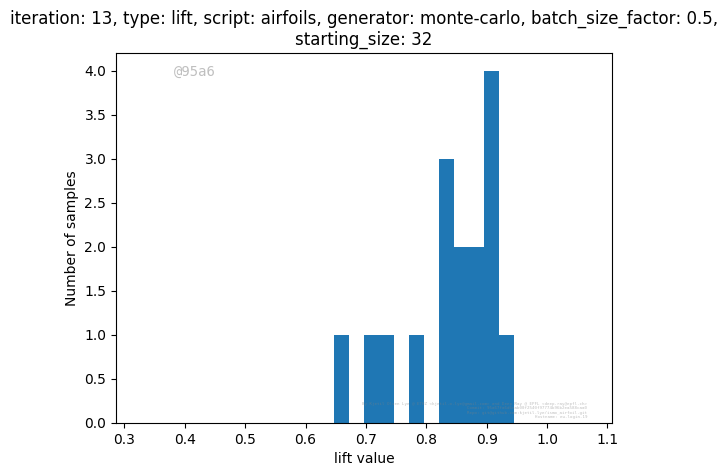 iteration: 13, type: lift, script: airfoils, generator: monte-carlo, batch_size_factor: 0.5,
starting_size: 32
@95a6
4.0
3.5
3.0
2.5
2.0
1.5
1.0
0.5
0.0
Number of samples
0.3 0.4 0.5 0.6 0.7 0.8 0.9 1.0 1.1
lift value